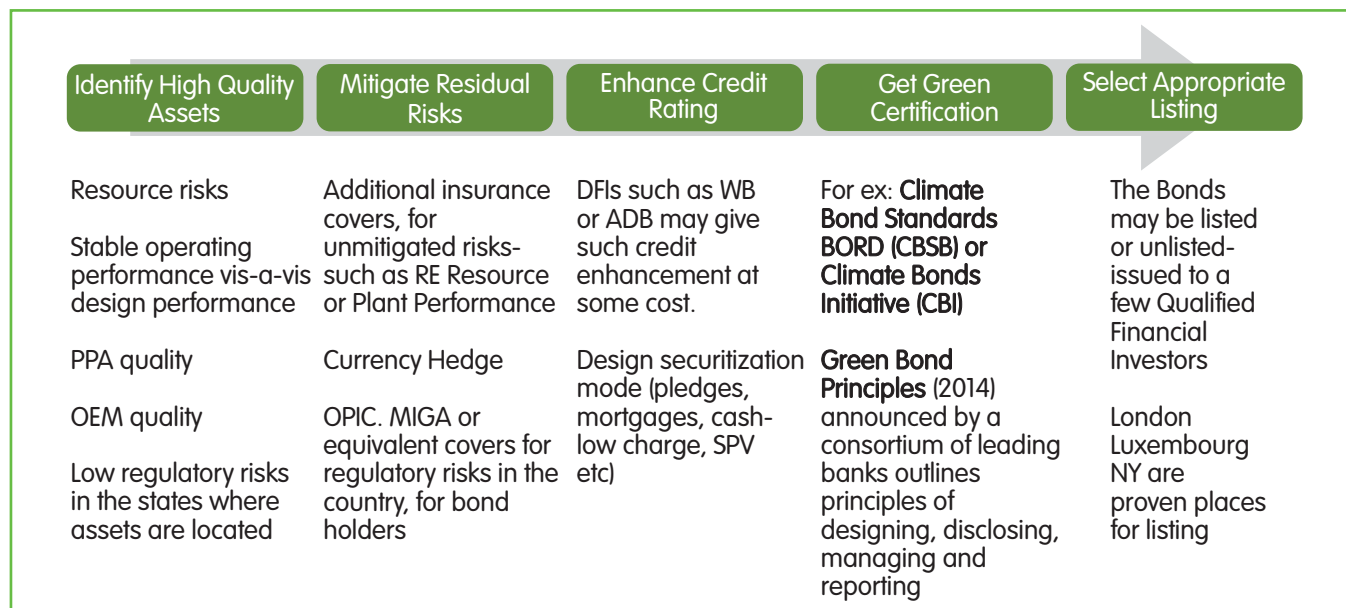 Identify High Quality
Assets
Mitigate Residual
Risks
Enhance Credit
Rating
Get Green
Certification
Select Appropriate
Listing
Resource risks
Stable operating
performance vis-a-vis
design performance
PPA quality
OEM quality
Low regulatory risks
in the states where
assets are located
Additional insurance
covers, for
unmitigated risks-
such as RE Resource
or Plant Performance
Currency Hedge
OPIC. MIGA or
equivalent covers for
regulatory risks in the
country, for bond
holders
DFIs such as WB
or ADB may give
such credit
enhancement at
some cost.
Design securitization
mode (pledges,
mortgages, cash-
low charge, SPV
etc)
For ex: Climate
Bond Standards
BORD (CBSB) or
Climate Bonds
Initiative (CBI)
Green Bond
Principles (2014)
announced by a
consortium of leading
banks outlines
principles of
designing, disclosing,
managing and
reporting
The Bonds
may be listed
or unlisted-
issued to a
few Qualified
Financial
Investors
London
Luxembourg
NY are
proven places
for listing